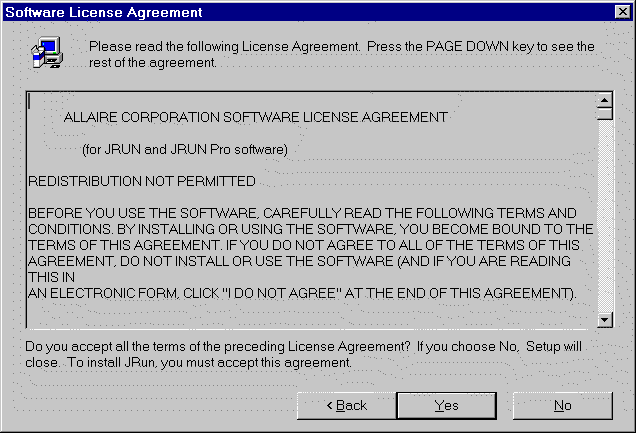 Software License Agreement
Please read the following License Agreement. Press the PAGE DOWN key to see the
rest of the agreement.
ALLAIRE CORPORATION SOFTWARE LICENSE AGREEMENT
(for JRUN and JRUN Pro software)
REDISTRIBUTION NOT PERMITTED
BEFORE YOU USE THE SOFTWARE, CAREFULLY READ THE FOLLOWING TERMS AND
CONDITIONS. BY INSTALLING OR USING THE SOFTWARE, YOU BECOME BOUND TO THE
TERMS OF THIS AGREEMENT. IF YOU DO NOT AGREE TO ALL OF THE TERMS OF THIS
AGREEMENT, DO NOT INSTALL OR USE THE SOFTWARE (AND IF YOU ARE READING
THIS IN
AN ELECTRONIC FORM, CLICK "I DO NOT AGREE" AT THE END OF THIS AGREEMENT).
Do you accept all the terms of the preceding License Agreement? If you choose No, Setup will
close. To install JRun, you must accept this agreement.
< Back Yes No